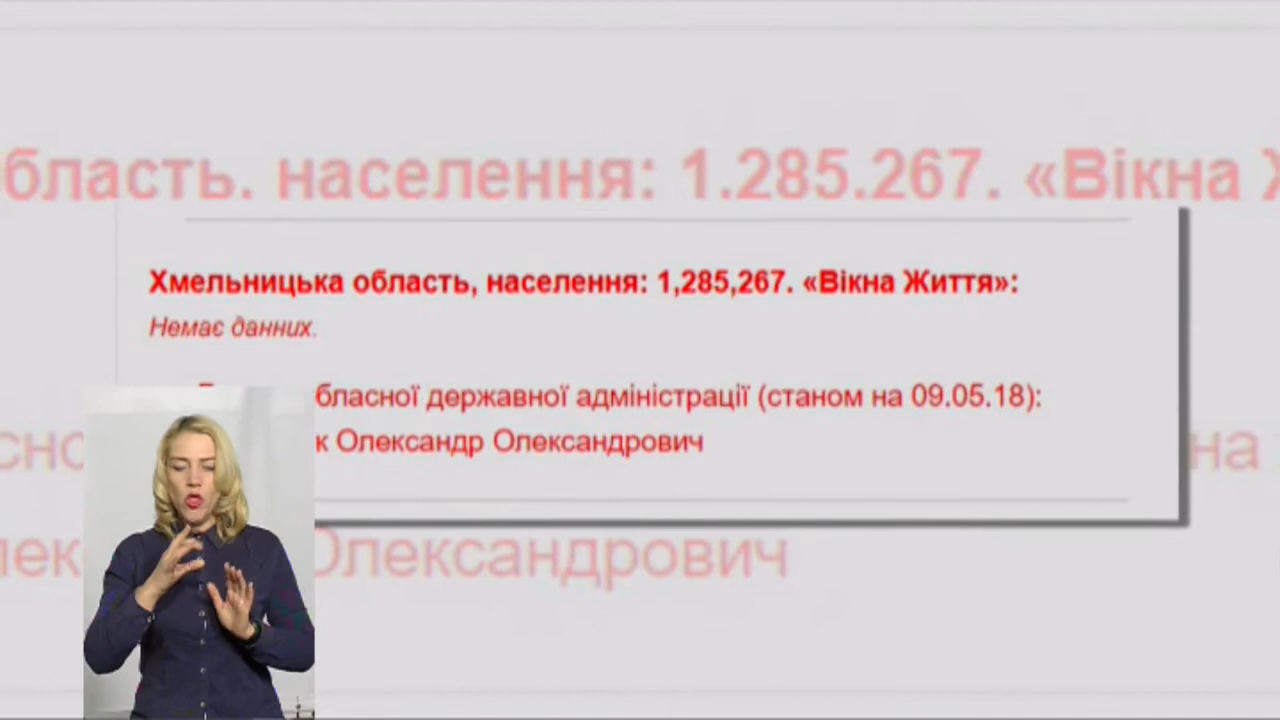 бласть. населення: 1.285.267. «Вікна
Хмельницька область, населення: 1,285,267. «Вікна Життя»:
Немає данних.
бласної державної адміністрації (станом на 09.05.18):
к Олександр Олександрович
на
Олександрович